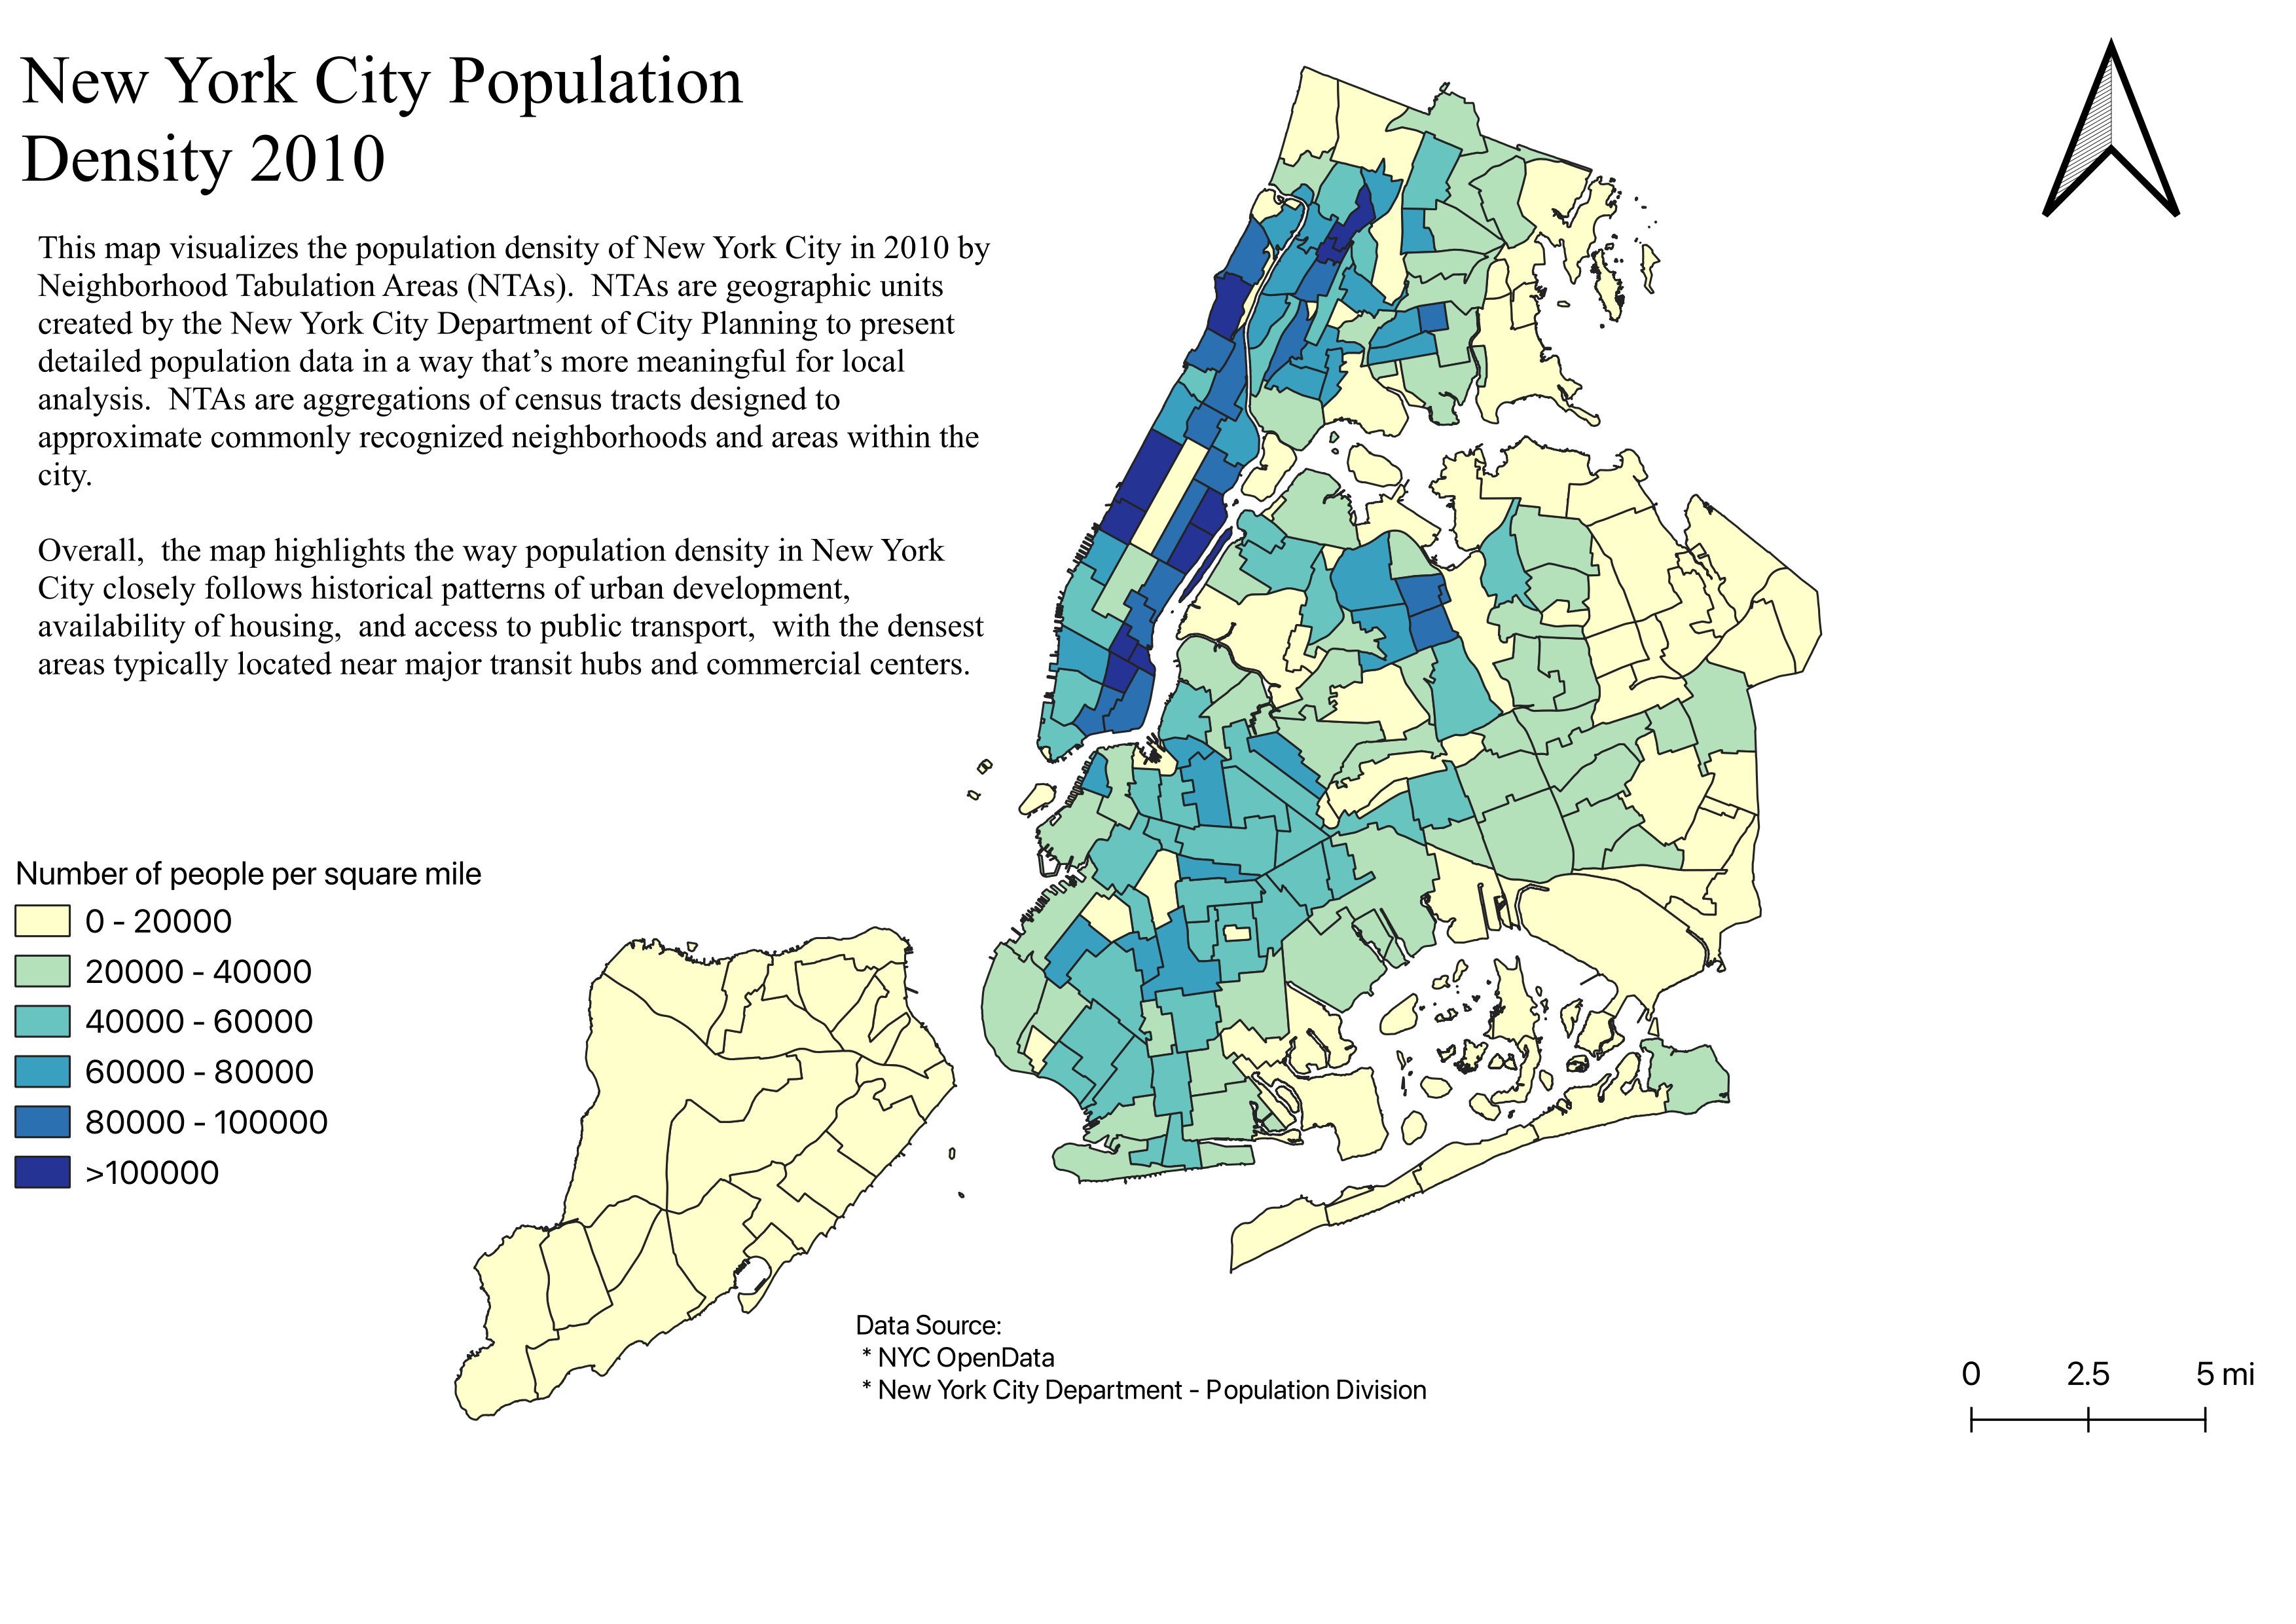 New York City Population
Density 2010
This map visualizes the population density of New York City in 2010 by
Neighborhood Tabulation Areas (NTAs).  NTAs are geographic units
created by the New York City Department of City Planning to present
detailed population data in a way that’s more meaningful for local
analysis.  NTAs are aggregations of census tracts designed to
approximate commonly recognized neighborhoods and areas within the
city.
Overall,  the map highlights the way population density in New York
City closely follows historical patterns of urban development,
availability of housing,  and access to public transport,  with the densest
areas typically located near major transit hubs and commercial centers.
Number of people per square mile
0 - 20000
20000 - 40000
40000 - 60000
60000 - 80000
80000 - 100000
>100000
Data Source:
* NYC OpenData
* New York City Department - Population Division
0 2.5 5 mi